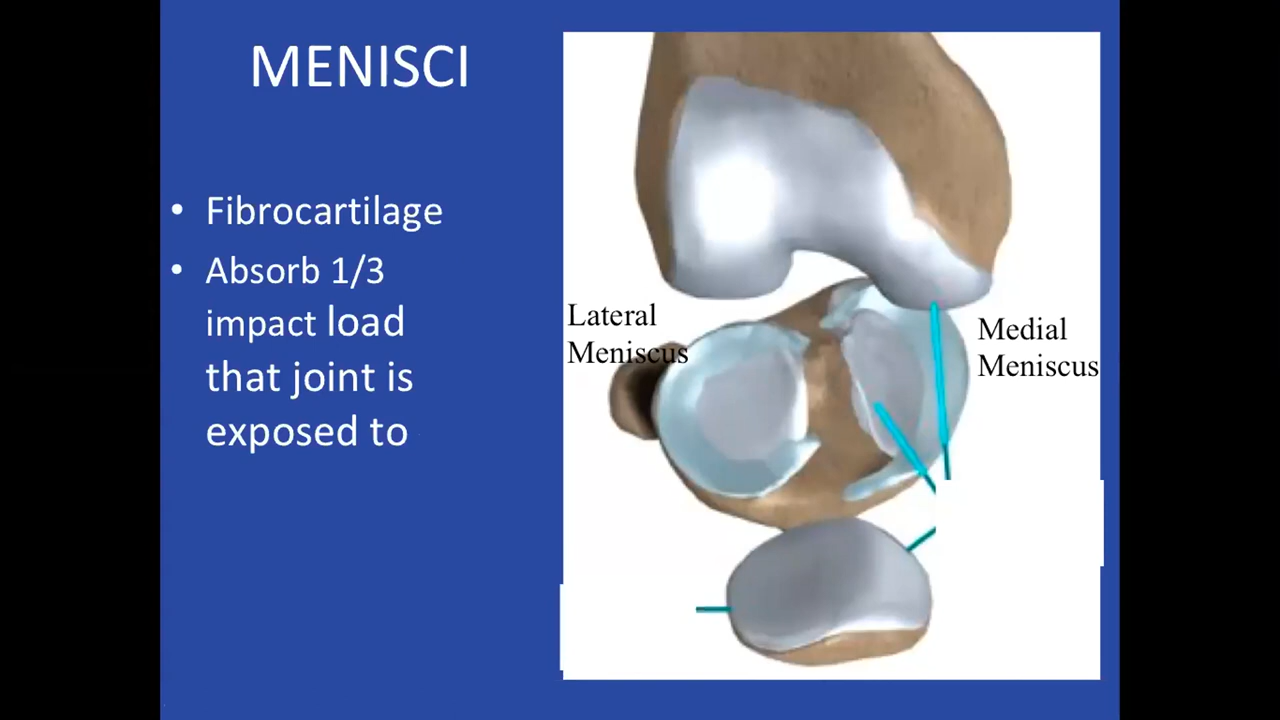 MENISCI
• Fibrocartilage
• Absorb 1/3
impact load
that joint is
exposed to
Lateral
Meniscus
Medial
Meniscus